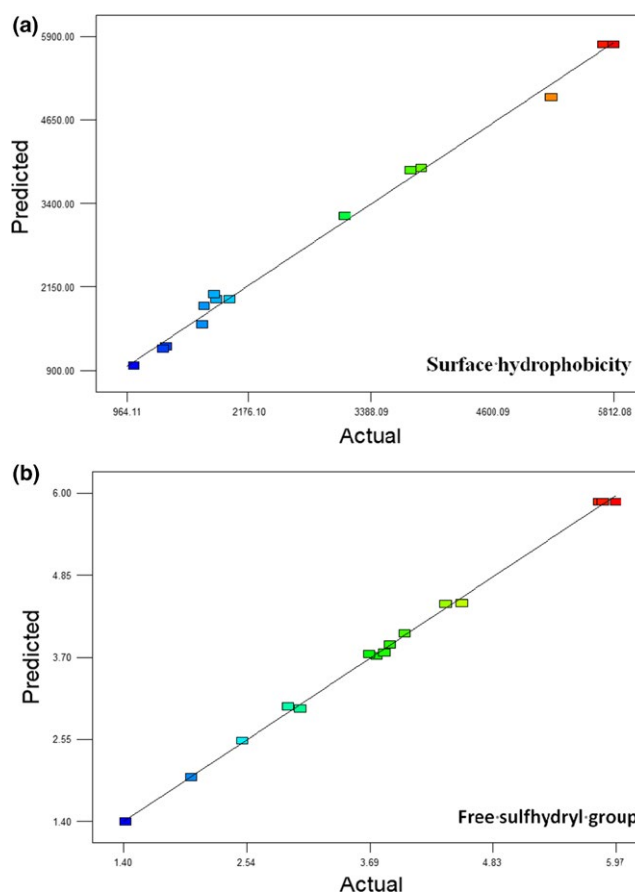 (a)
5900.00
4650.00
3400.00
2150.00
900.00
Predicted
Surface·hydrophobicity
964.11 2176.10 3388.09 4600.09 5812.08
Actual
(b)
6.00
4.85
3.70
2.55
1.40
Predicted
Free·sulfhydryl·group
1.40 2.54 3.69 4.83 5.97
Actual